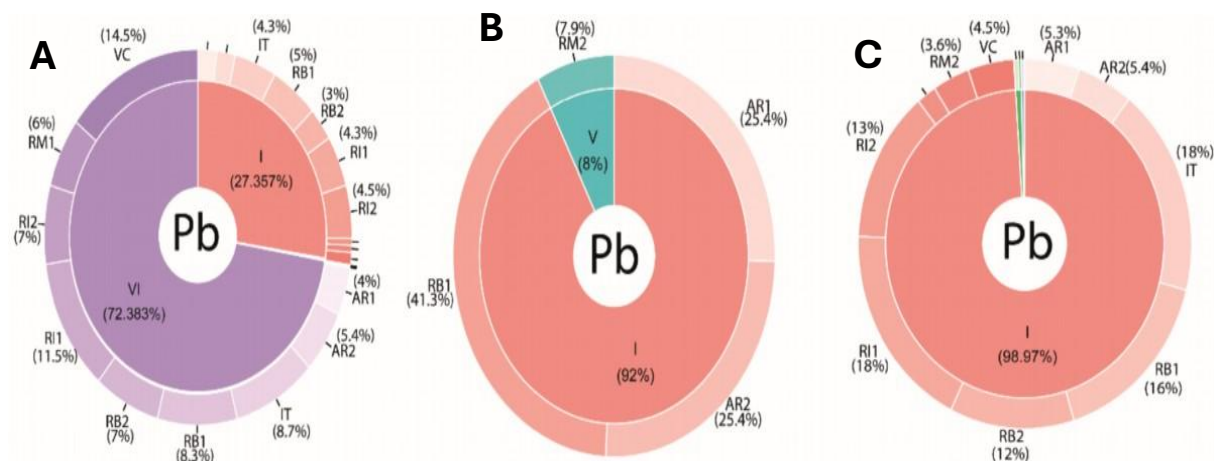 A
(14.5%)
VC
(4.3%)
IT
(5%)
RB1
(3%)
RB2
(4.3%)
RI1
(4.5%)
RI2
(4%)
AR1
(5.4%)
AR2
IT
(8.7%)
RB1
(8.3%)
RB2
(7%)
RI1
(11.5%)
RI2
(7%)
(6%)
RM1
I
(27.357%)
Pb
VI
(72.383%)
B
(7.9%)
RM2
AR1
(25.4%)
AR2
(25.4%)
RB1
(41.3%)
V
(8%)
Pb
I
(92%)
C
(4.5%)
VC
(3.6%)
RM2
(5.3%)
AR1
AR2(5.4%)
(18%)
IT
RB1
(16%)
RB2
(12%)
RI1
(18%)
(13%)
RI2
Pb
I
(98.97%)